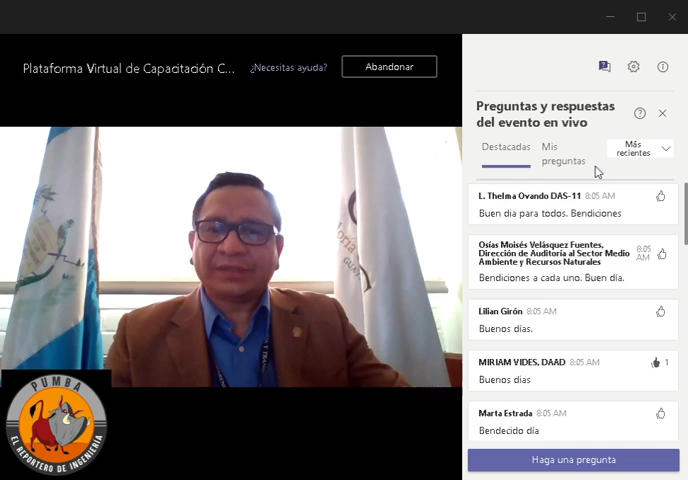 Plataforma Virtual de Capacitación C...
¿Necesitas ayuda?
Abandonar
PUMBA
EL REPORTERO DE INGENIERIA
Preguntas y respuestas
del evento en vivo
Destacadas
Mis
preguntas
Más
recientes
L. Thelma Ovando DAS-11 8:05 AM
Buen dia para todos. Bendiciones
Osías Moisés Velásquez Fuentes,
Dirección de Auditoría al Sector Medio
Ambiente y Recursos Naturales
8:05
AM
Bendiciones a cada uno. Buen día.
Lilian Girón 8:05 AM
Buenos días.
MIRIAM VIDES, DAAD 8:05 AM 1
Buenos dias
Marta Estrada 8:05 AM
Bendecido día
Haga una pregunta